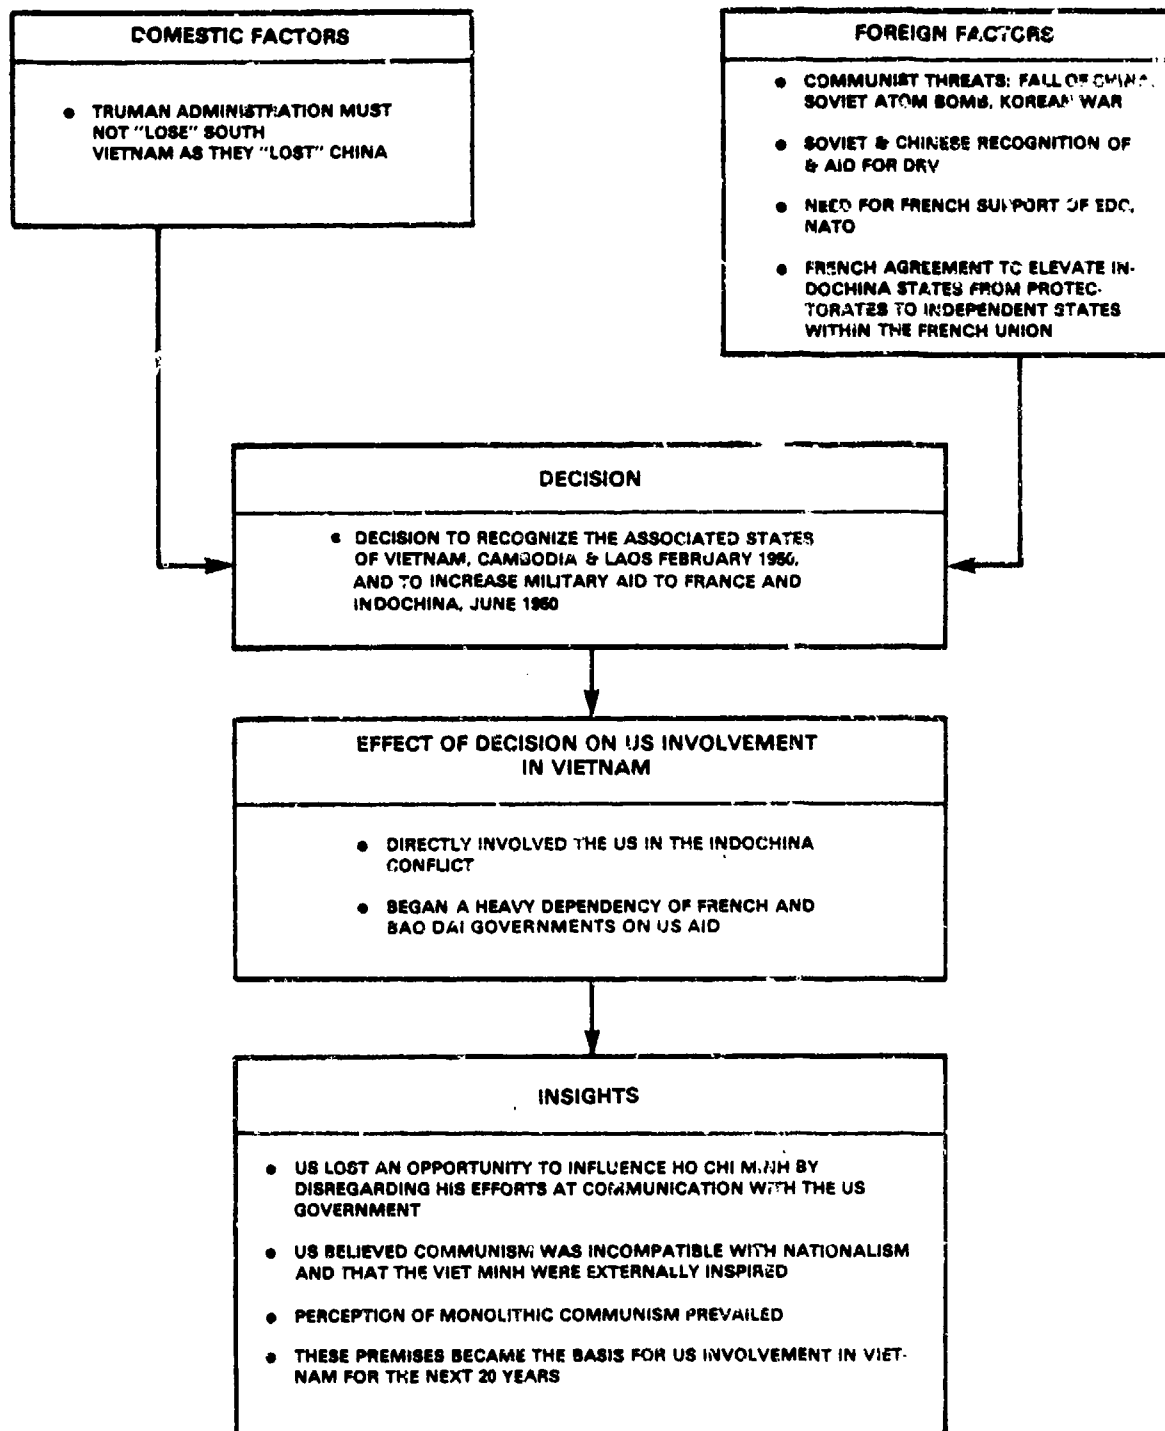 DOMESTIC FACTORS
● TRUMAN ADMINISTRATION MUST
NOT "LOSE" SOUTH
VIETNAM AS THEY "LOST" CHINA
FOREIGN FACTORS
● COMMUNIST THREATS: FALL OF CHINA,
SOVIET ATOM BOMB, KOREAN WAR
● SOVIET & CHINESE RECOGNITION OF
& AID FOR DRV
● NEED FOR FRENCH SUPPORT OF EDC,
NATO
● FRENCH AGREEMENT TO ELEVATE IN-
DOCHINA STATES FROM PROTEC-
TORATES TO INDEPENDENT STATES
WITHIN THE FRENCH UNION
DECISION
● DECISION TO RECOGNIZE THE ASSOCIATED STATES
OF VIETNAM, CAMBODIA & LAOS FEBRUARY 1950,
AND TO INCREASE MILITARY AID TO FRANCE AND
INDOCHINA, JUNE 1950
EFFECT OF DECISION ON US INVOLVEMENT
IN VIETNAM
● DIRECTLY INVOLVED THE US IN THE INDOCHINA
CONFLICT
● BEGAN A HEAVY DEPENDENCY OF FRENCH AND
BAO DAI GOVERNMENTS ON US AID
INSIGHTS
● US LOST AN OPPORTUNITY TO INFLUENCE HO CHI MINH BY
DISREGARDING HIS EFFORTS AT COMMUNICATION WITH THE US
GOVERNMENT
● US BELIEVED COMMUNISM WAS INCOMPATIBLE WITH NATIONALISM
AND THAT THE VIET MINH WERE EXTERNALLY INSPIRED
● PERCEPTION OF MONOLITHIC COMMUNISM PREVAILED
● THESE PREMISES BECAME THE BASIS FOR US INVOLVEMENT IN VIET-
NAM FOR THE NEXT 20 YEARS